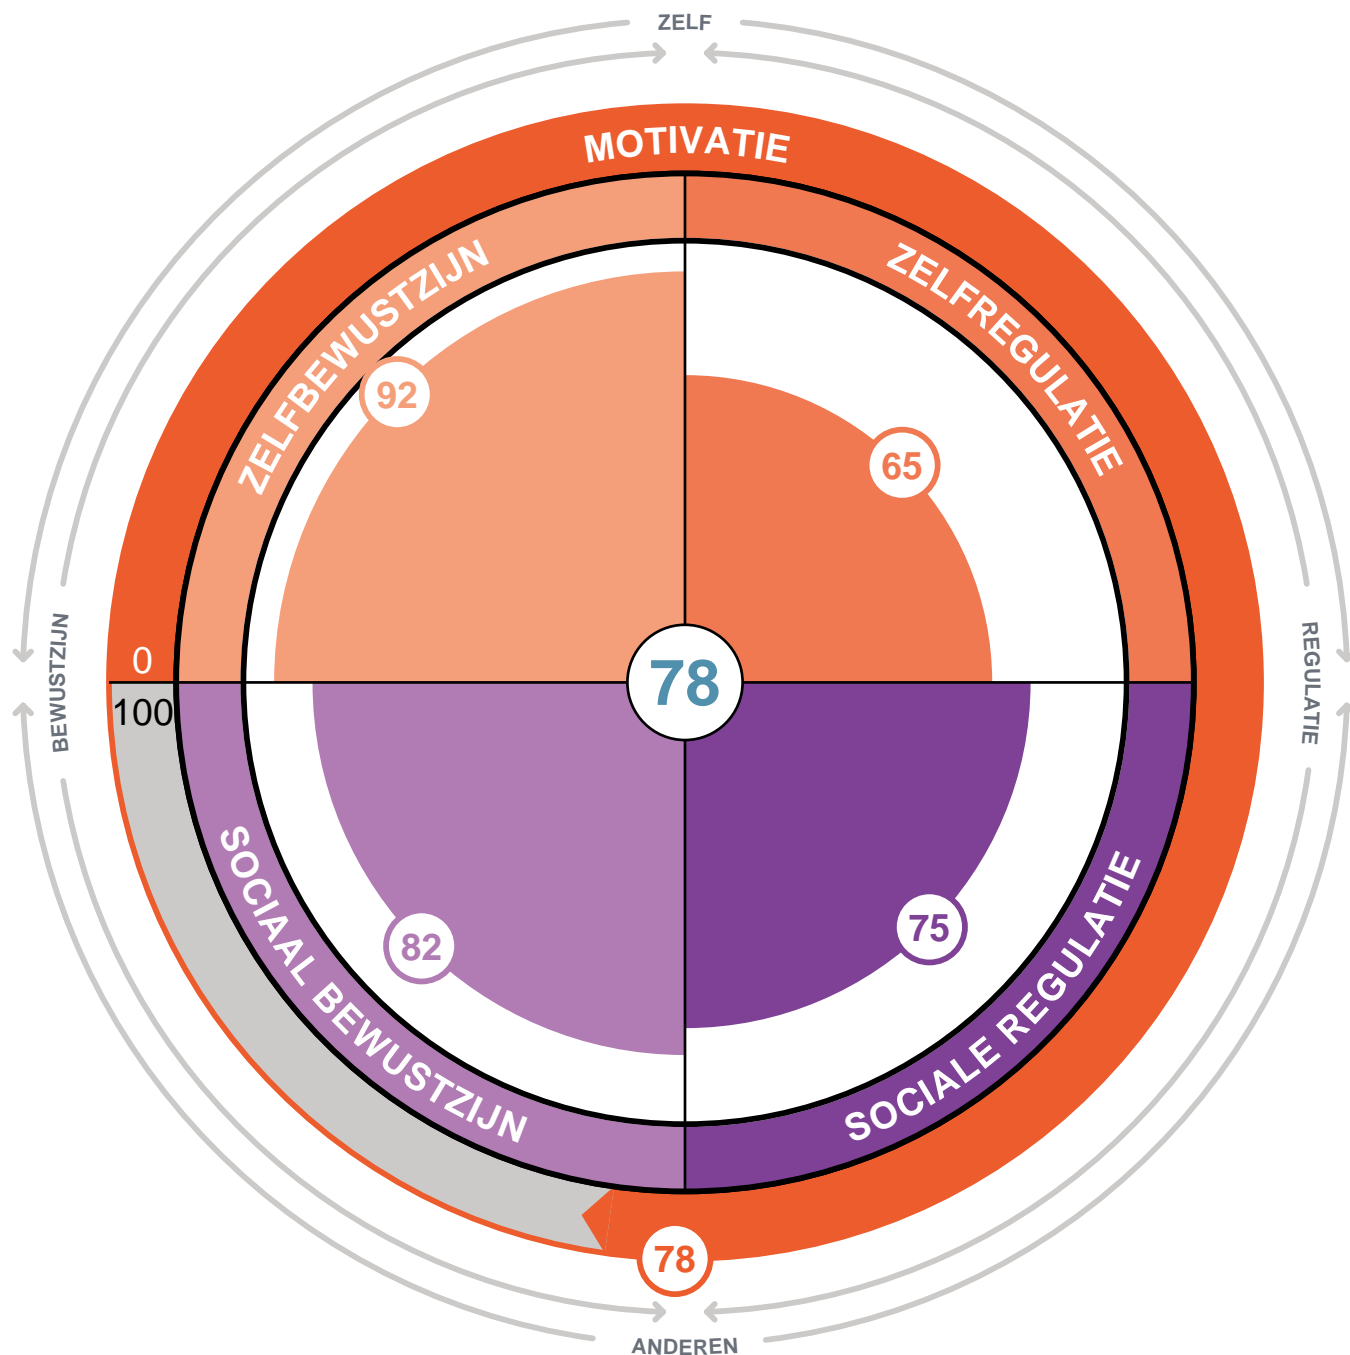 ZELF
MOTIVATIE
ZELFBEWUSTZIJN
ZELFREGULATIE
92
65
0
78
100
BEWUSTZIJN
REGULATIE
SOCIAAL BEWUSTZIJN
SOCIALE REGULATIE
82
75
78
ANDEREN